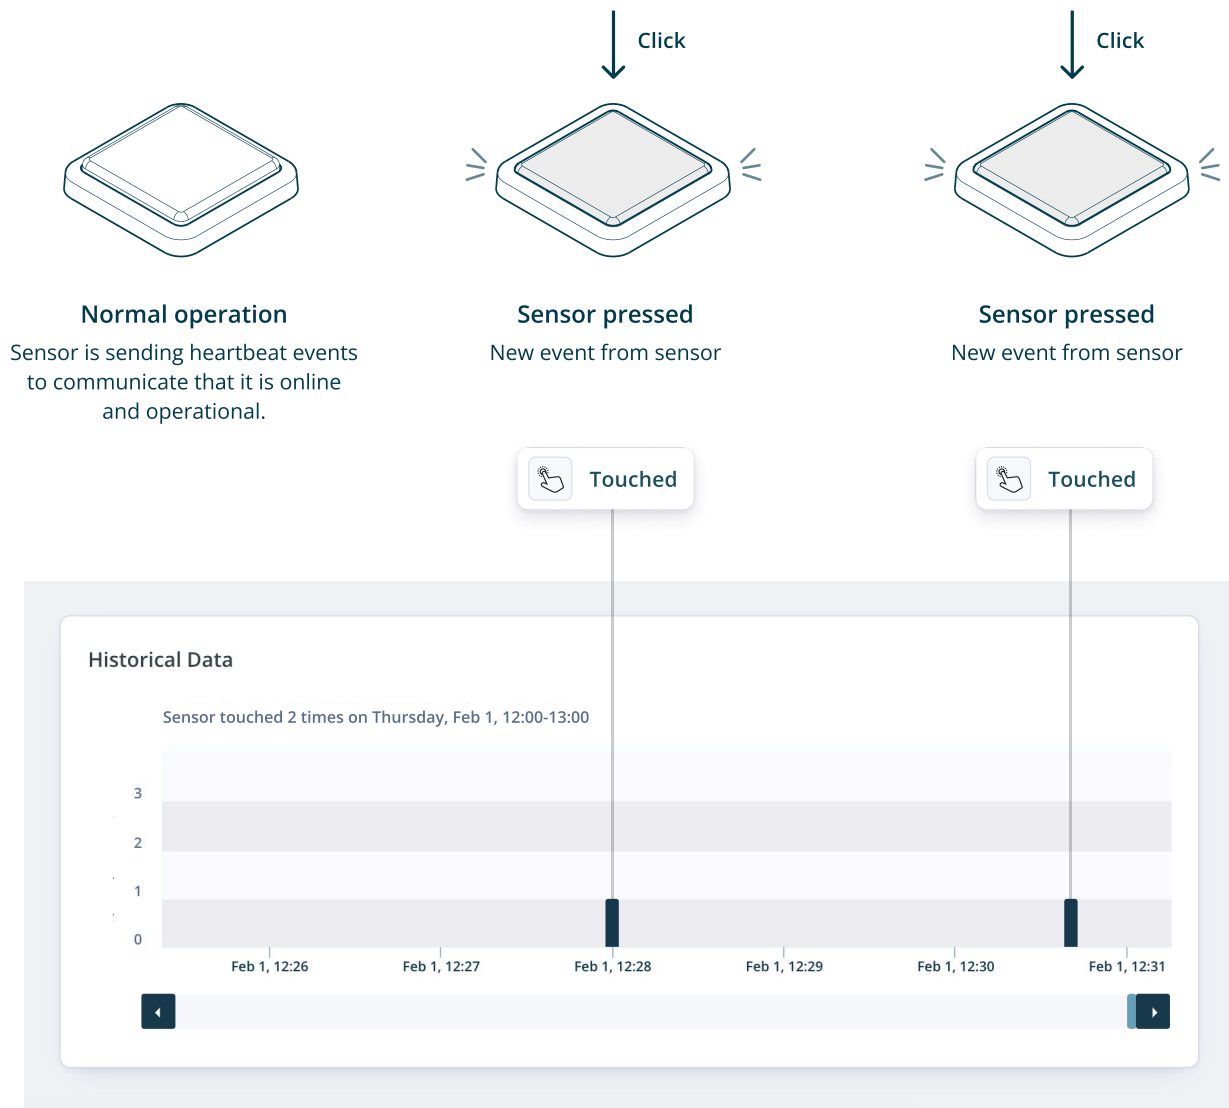 Click
Click
Normal operation
Sensor is sending heartbeat events
to communicate that it is online
and operational.
Sensor pressed
New event from sensor
Sensor pressed
New event from sensor
Touched
Touched
Historical Data
Sensor touched 2 times on Thursday, Feb 1, 12:00-13:00
3
2
1
0
Feb 1, 12:26
Feb 1, 12:27
Feb 1, 12:28
Feb 1, 12:29
Feb 1, 12:30
Feb 1, 12:31